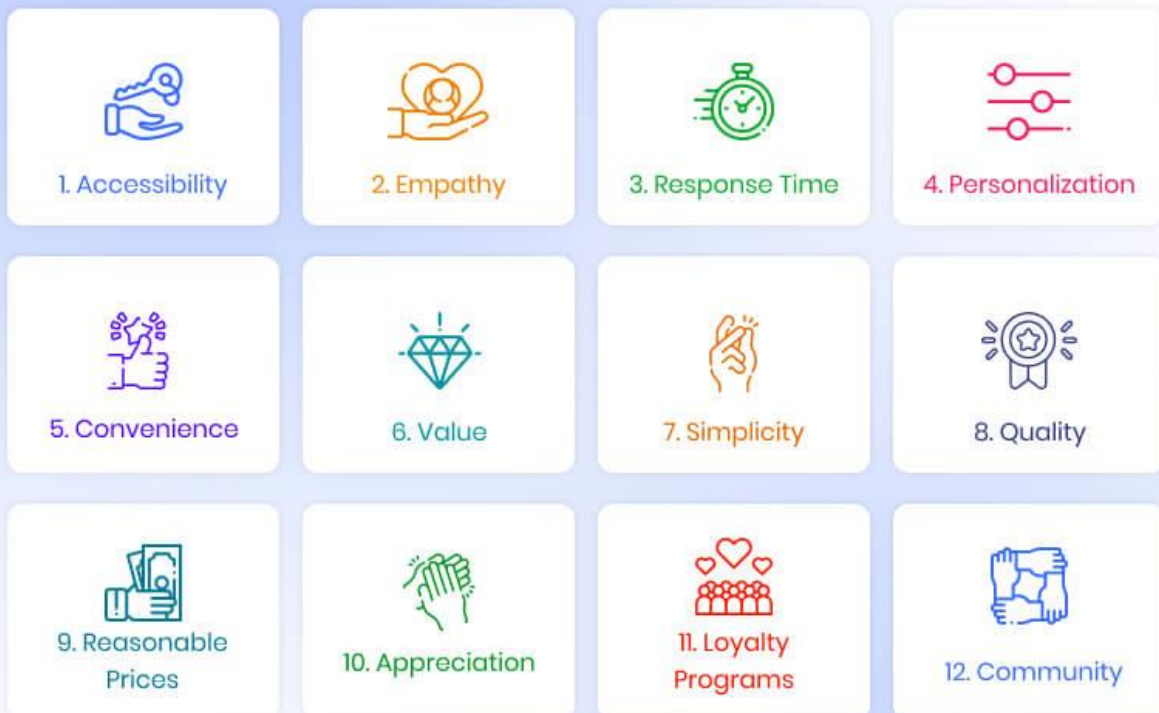 1. Accessibility
2. Empathy
3. Response Time
4. Personalization
5. Convenience
6. Value
7. Simplicity
8. Quality
9. Reasonable
Prices
10. Appreciation
11. Loyalty
Programs
12. Community